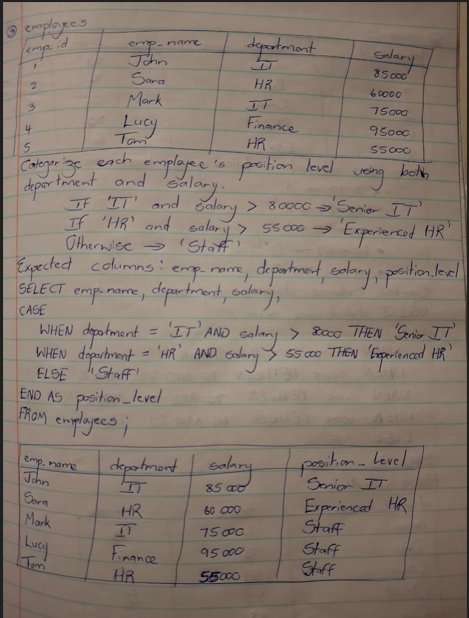 ③ employees
emp_id emp_name department salary
1 John IT 85000
2 Sara HR 60000
3 Mark IT 75000
4 Lucy Finance 95000
5 Tom HR 55000
Categorize each employee's position level using both
department and salary.
IF 'IT' and salary > 80000 → 'Senior IT'
IF 'HR' and salary > 55000 → 'Experienced HR'
Otherwise → 'Staff'
Expected columns: emp_name, department, salary, position_level
SELECT emp_name, department, salary,
CASE
WHEN department = 'IT' AND salary > 80000 THEN 'Senior IT'
WHEN department = 'HR' AND salary > 55000 THEN 'Experienced HR'
ELSE 'Staff'
END AS position_level
FROM employees;
emp_name department salary position_level
John IT 85000 Senior IT
Sara HR 60000 Experienced HR
Mark IT 75000 Staff
Lucy Finance 95000 Staff
Tom HR 55000 Staff